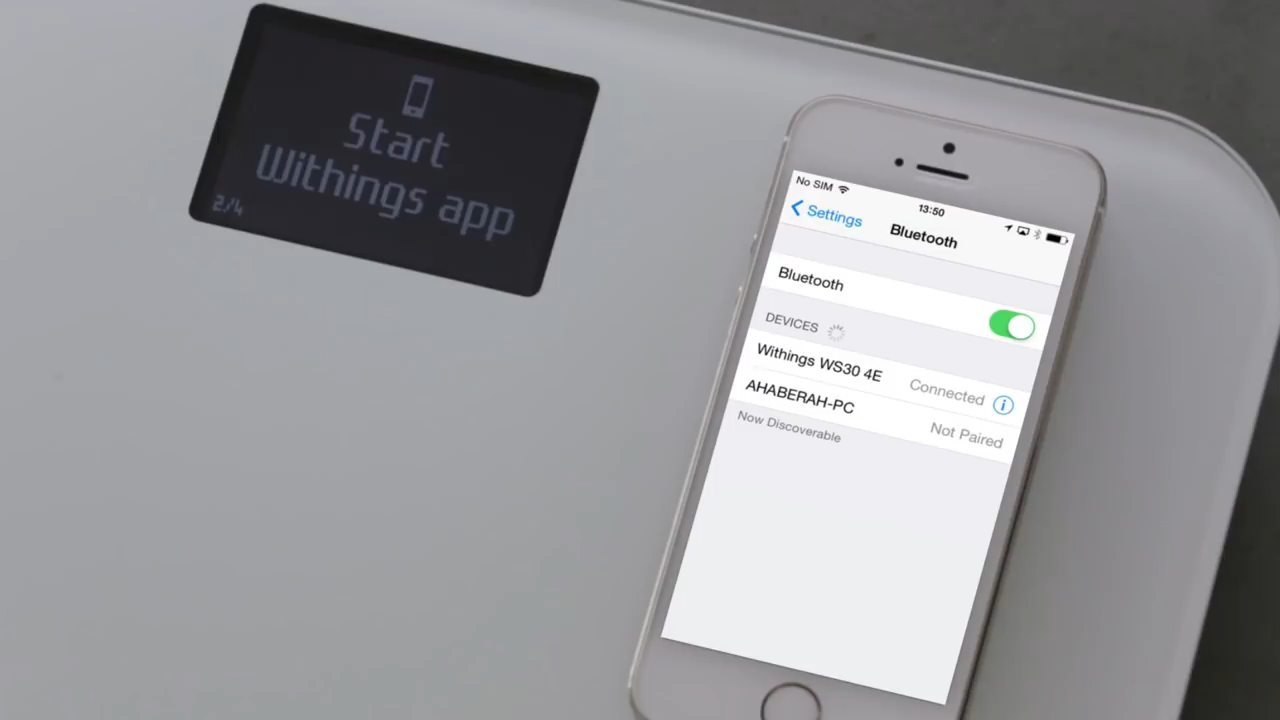 Start
Withings app
2/4
No SIM
13:50
Settings
Bluetooth
Bluetooth
DEVICES
Withings WS30 4E Connected
AHABERAH-PC Not Paired
Now Discoverable